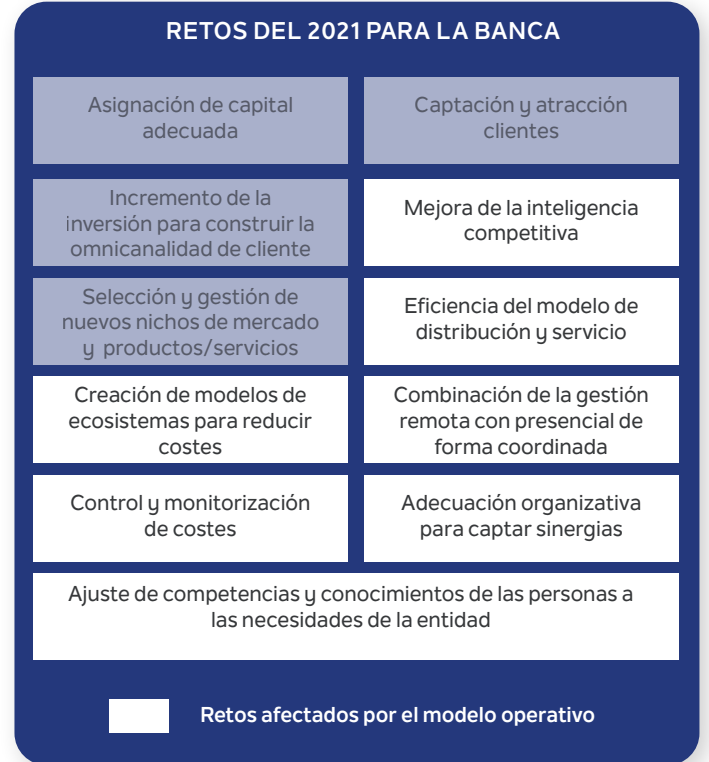 RETOS DEL 2021 PARA LA BANCA
Asignación de capital
adecuada
Captación y atracción
clientes
Incremento de la
inversión para construir la
omnicanalidad de cliente
Mejora de la inteligencia
competitiva
Selección y gestión de
nuevos nichos de mercado
y productos/servicios
Eficiencia del modelo de
distribución y servicio
Creación de modelos de
ecosistemas para reducir
costes
Combinación de la gestión
remota con presencial de
forma coordinada
Control y monitorización
de costes
Adecuación organizativa
para captar sinergias
Ajuste de competencias y conocimientos de las personas a
las necesidades de la entidad
Retos afectados por el modelo operativo